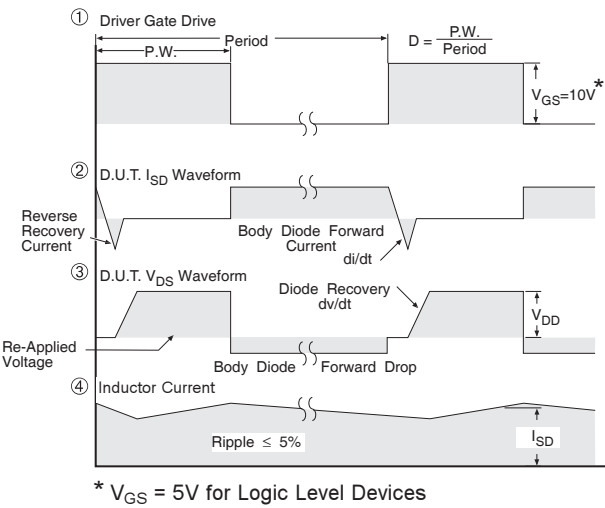 ① Driver Gate Drive
P.W.
Period
D = P.W.
Period
V_GS=10V*
② D.U.T. I_SD Waveform
Reverse
Recovery
Current
Body Diode Forward
Current
di/dt
③ D.U.T. V_DS Waveform
Diode Recovery
dv/dt
V_DD
Re-Applied
Voltage
Body Diode Forward Drop
④ Inductor Current
Ripple ≤ 5%
I_SD
* V_GS = 5V for Logic Level Devices